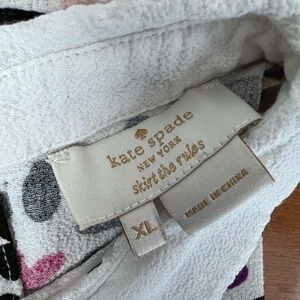 kate spade
NEW YORK
skirt the rules
XL
MADE IN CHINA